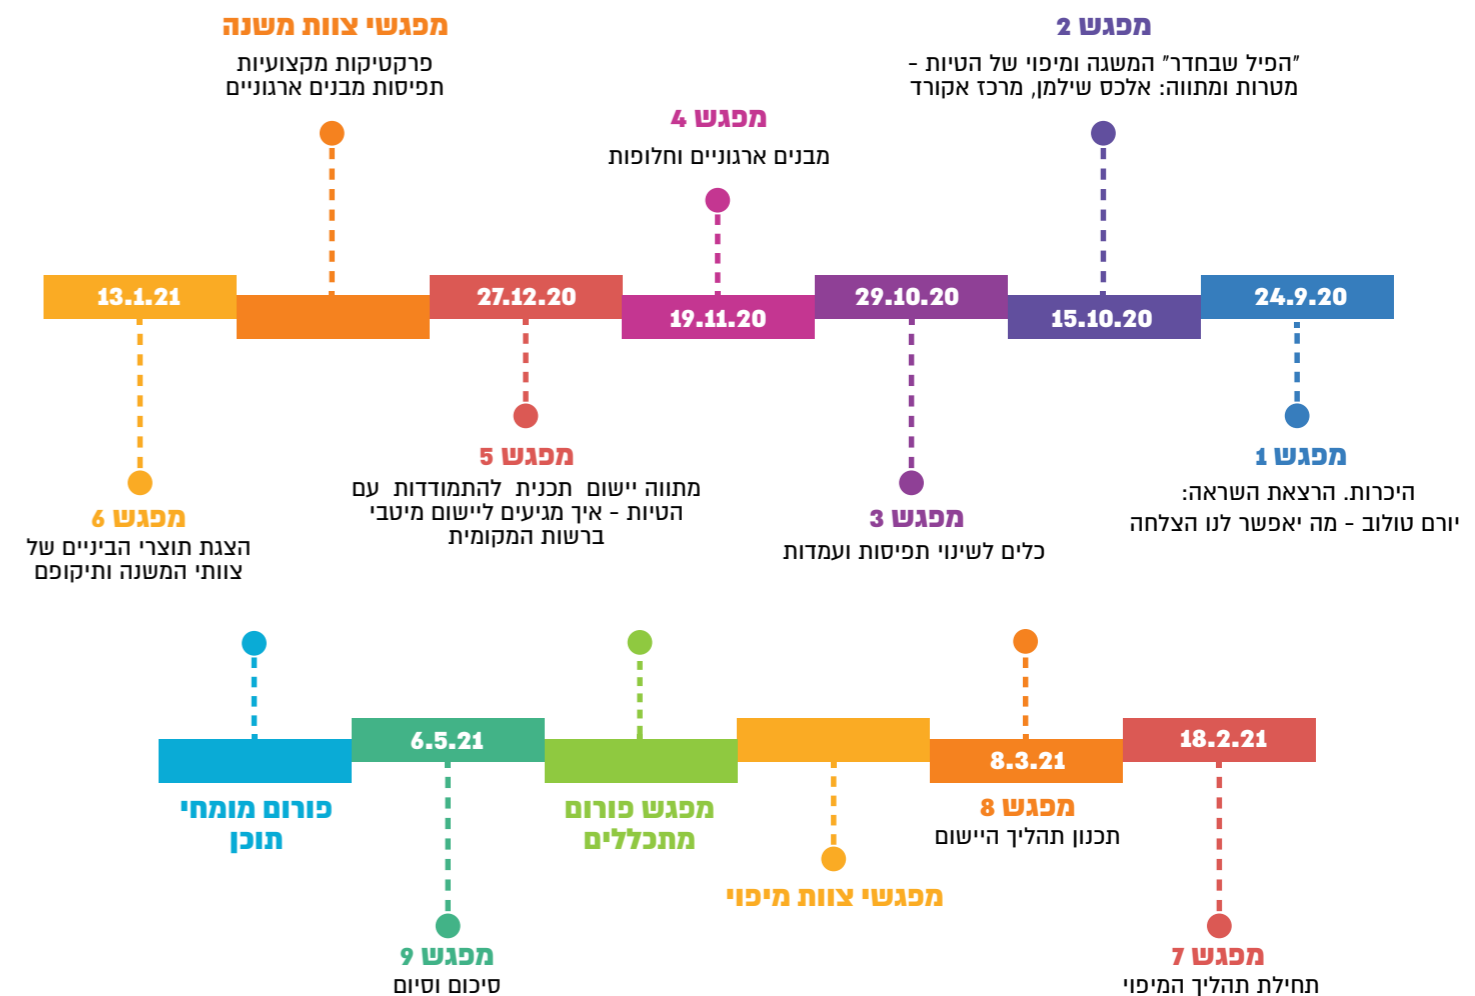 24.9.20
מפגש 1
היכרות. הרצאת השראה:
יורם טולוב - מה יאפשר לנו הצלחה
מפגש 2
"הפיל שבחדר" המשגה ומיפוי של הטיות -
מטרות ומתווה: אלכס שילמן, מרכז אקורד
15.10.20
29.10.20
מפגש 3
כלים לשינוי תפיסות ועמדות
מפגש 4
מבנים ארגוניים וחלופות
19.11.20
27.12.20
מפגש 5
מתווה יישום תכנית להתמודדות עם
הטיות - איך מגיעים ליישום מיטבי
ברשות המקומית
מפגשי צוות משנה
פרקטיקות מקצועיות
תפיסות מבנים ארגוניים
13.1.21
מפגש 6
הצגת תוצרי הביניים של
צוותי המשנה ותיקופם
18.2.21
מפגש 7
תחילת תהליך המיפוי
8.3.21
מפגש 8
תכנון תהליך היישום
מפגשי צוות מיפוי
מפגש פורום
מתכללים
6.5.21
מפגש 9
סיכום וסיום
פורום מומחי
תוכן